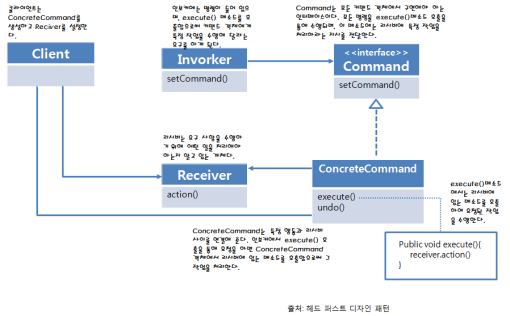 클라이언트는
ConcreteCommand를
생성하고 Reciver를 설정한
다.
Client
인보커에는 명령이 들어 있으
며, execute() 메소드를 호
출함으로써 커맨드 객체에게
특정 작업을 수행해 달라는
요구를 하게 된다.
Invorker
setCommand()
Command는 모든 커맨드 객체에서 구현해야 하는
인터페이스이다. 모든 명령은 execute()메소드 호출을
통해 수행되며, 이 메소드에서는 리시버에 특정 작업을
처리하라는 지시를 전달한다.
<<interface>>
Command
setCommand()
리시버는 요구 사항을 수행하
기 위해 어떤 일을 처리해야
하는지 알고 있는 객체다.
Receiver
action()
ConcreteCommand
execute()
undo()
execute()메소드
에서는 리시버에
있는 메소드를 호출
하여 요청된 작업
을 수행한다.
ConcreteCommand는 특정 행동과 리시버
사이를 연결해 준다. 인보커에서 execute() 호
출을 통해 요청을 하면 ConcreteCommand
객체에서 리시버에 있는 메소드를 호출함으로써 그
작업을 처리한다.
Public void execute(){
receiver.action()
}
출처: 헤드 퍼스트 디자인 패턴